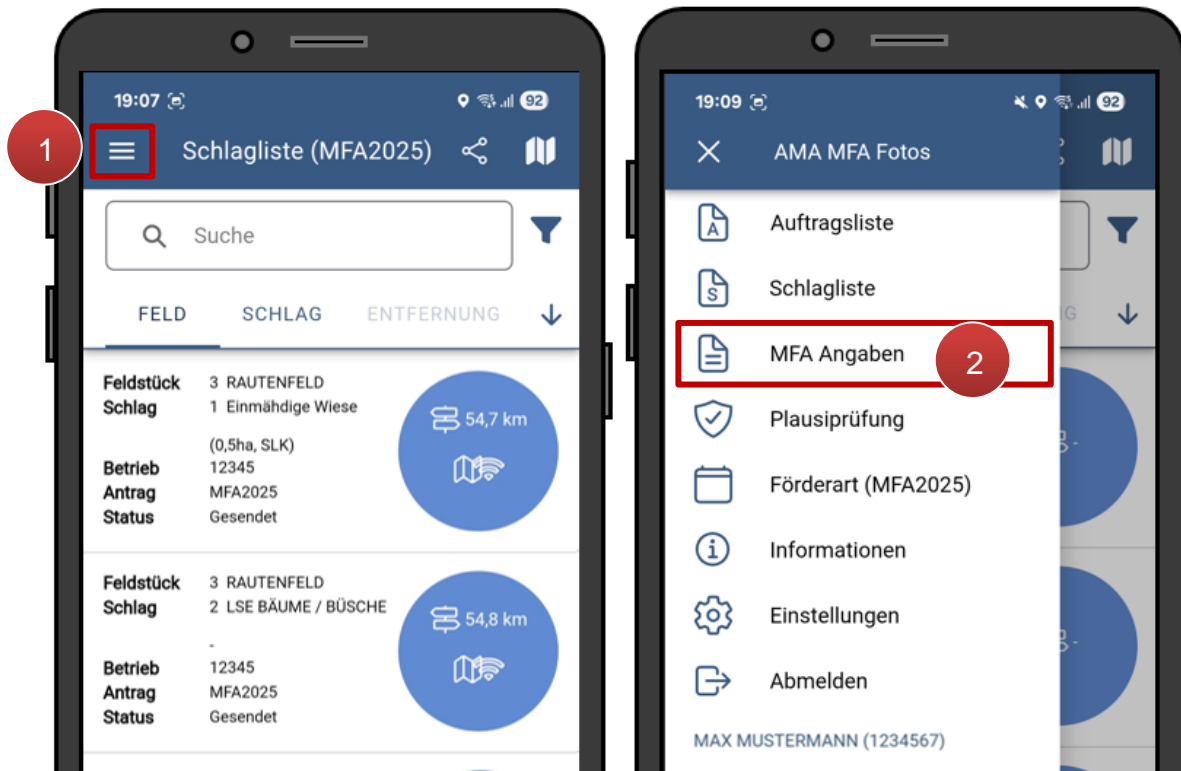 1
19:07 92
Schlagliste (MFA2025)
Suche
FELD SCHLAG ENTFERNUNG
Feldstück 3 RAUTENFELD
Schlag 1 Einmähdige Wiese
54,7 km
(0,5ha, SLK)
Betrieb 12345
Antrag MFA2025
Status Gesendet
Feldstück 3 RAUTENFELD
Schlag 2 LSE BÄUME / BÜSCHE
54,8 km
-
Betrieb 12345
Antrag MFA2025
Status Gesendet
19:09 92
AMA MFA Fotos
A Auftragsliste
S Schlagliste
MFA Angaben
2
Plausiprüfung
Förderart (MFA2025)
i Informationen
Einstellungen
Abmelden
MAX MUSTERMANN (1234567)
G
-
-